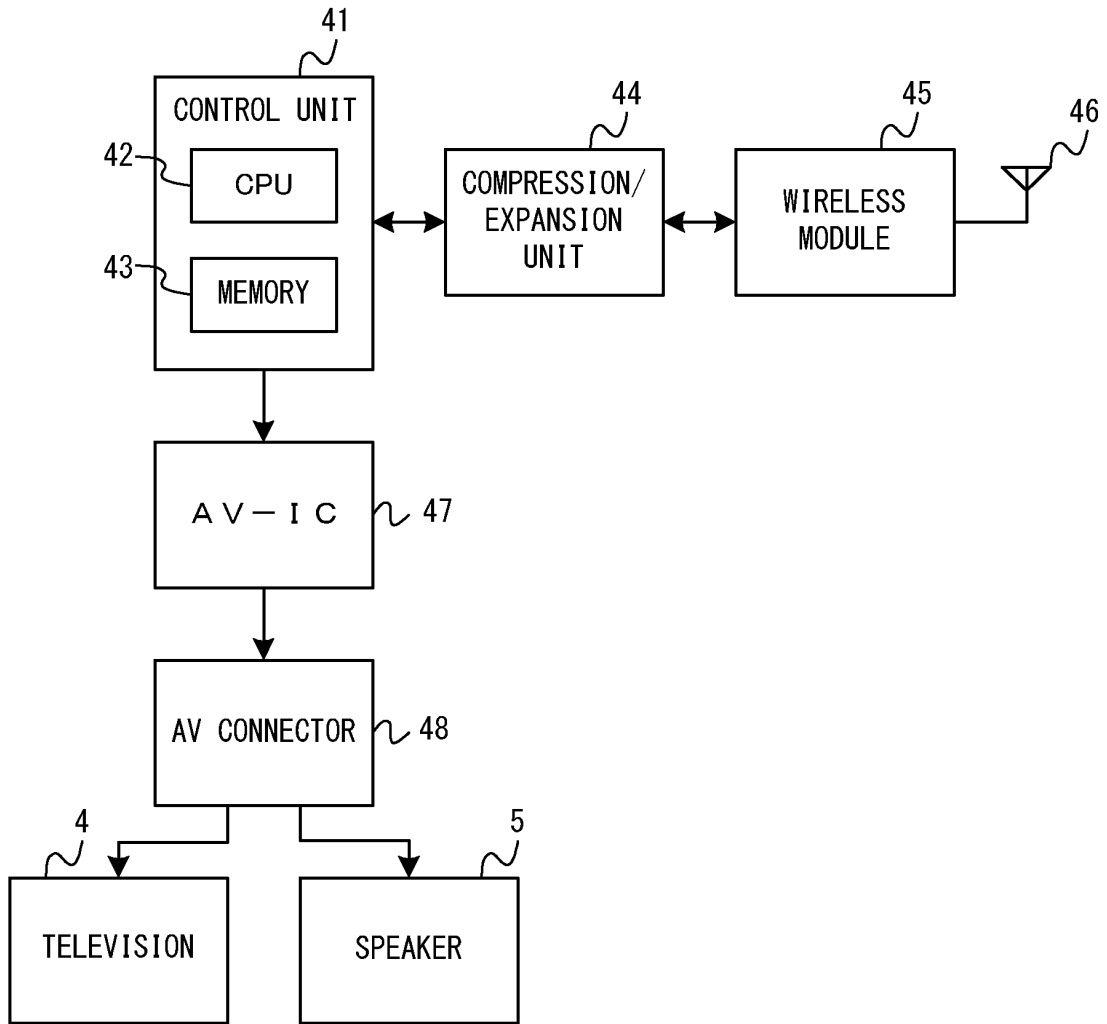 41
CONTROL UNIT
42
CPU
43
MEMORY
44
COMPRESSION/
EXPANSION
UNIT
45
WIRELESS
MODULE
46
AV-IC
47
AV CONNECTOR
48
4
TELEVISION
5
SPEAKER